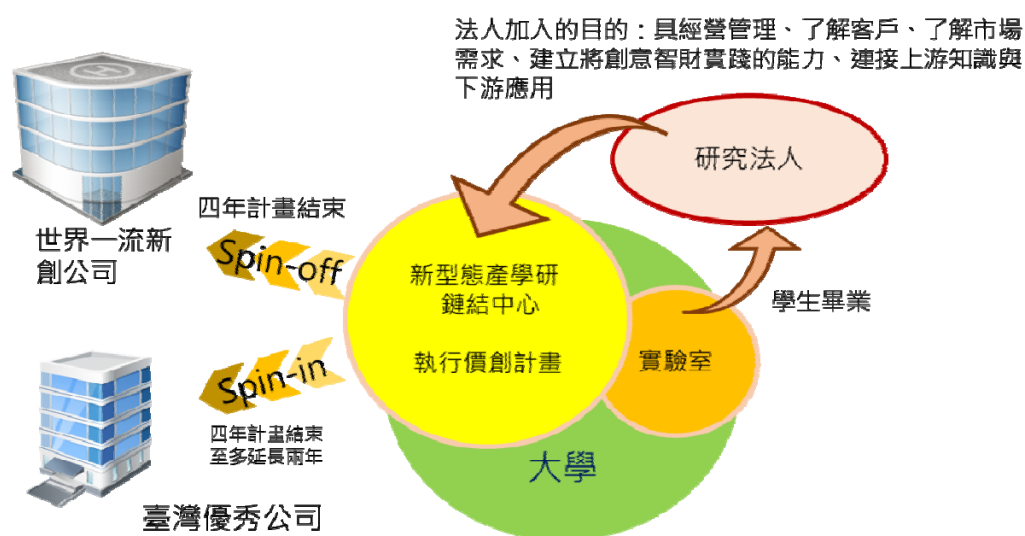 法人加入的目的：具經營管理、了解客戶、了解市場
需求、建立將創意智財實踐的能力、連接上游知識與
下游應用
研究法人
四年計畫結束
Spin-off
世界一流新
創公司
新型態產學研
鏈結中心
執行價創計畫
學生畢業
實驗室
Spin-in
四年計畫結束
至多延長兩年
大學
臺灣優秀公司